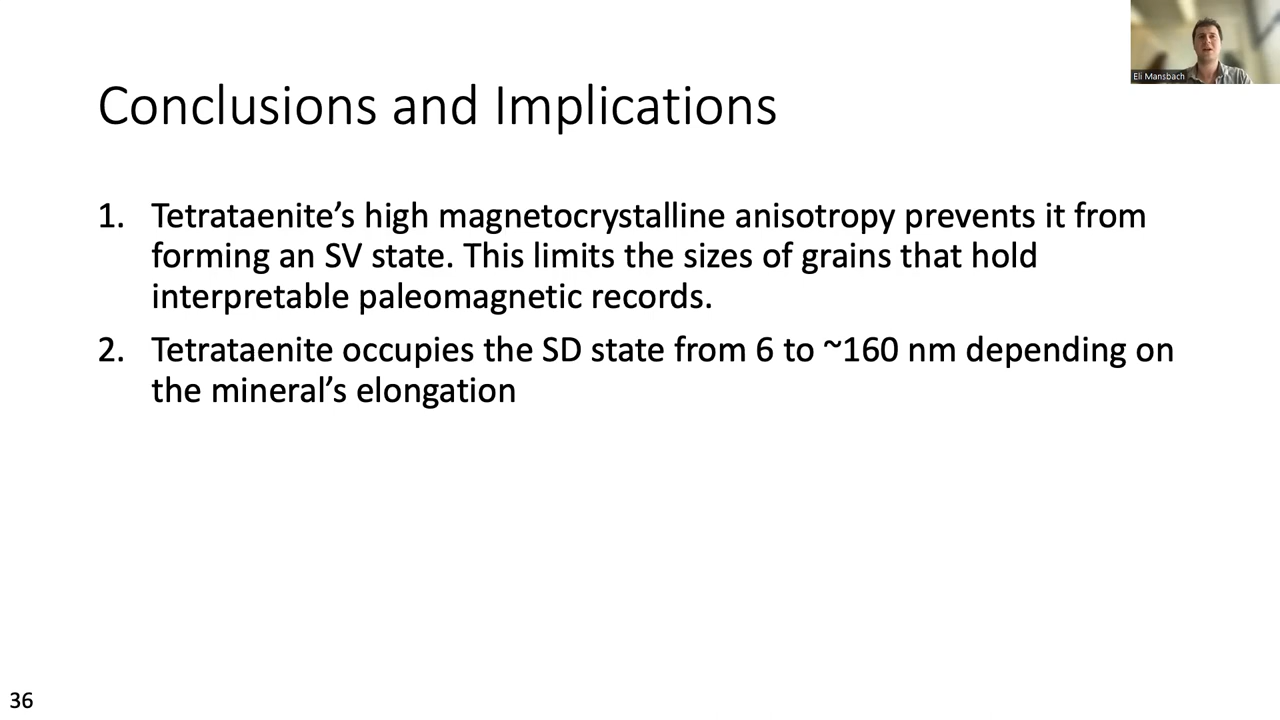 Eli Mansbach
Conclusions and Implications
1. Tetrataenite’s high magnetocrystalline anisotropy prevents it from
forming an SV state. This limits the sizes of grains that hold
interpretable paleomagnetic records.
2. Tetrataenite occupies the SD state from 6 to ~160 nm depending on
the mineral’s elongation
36